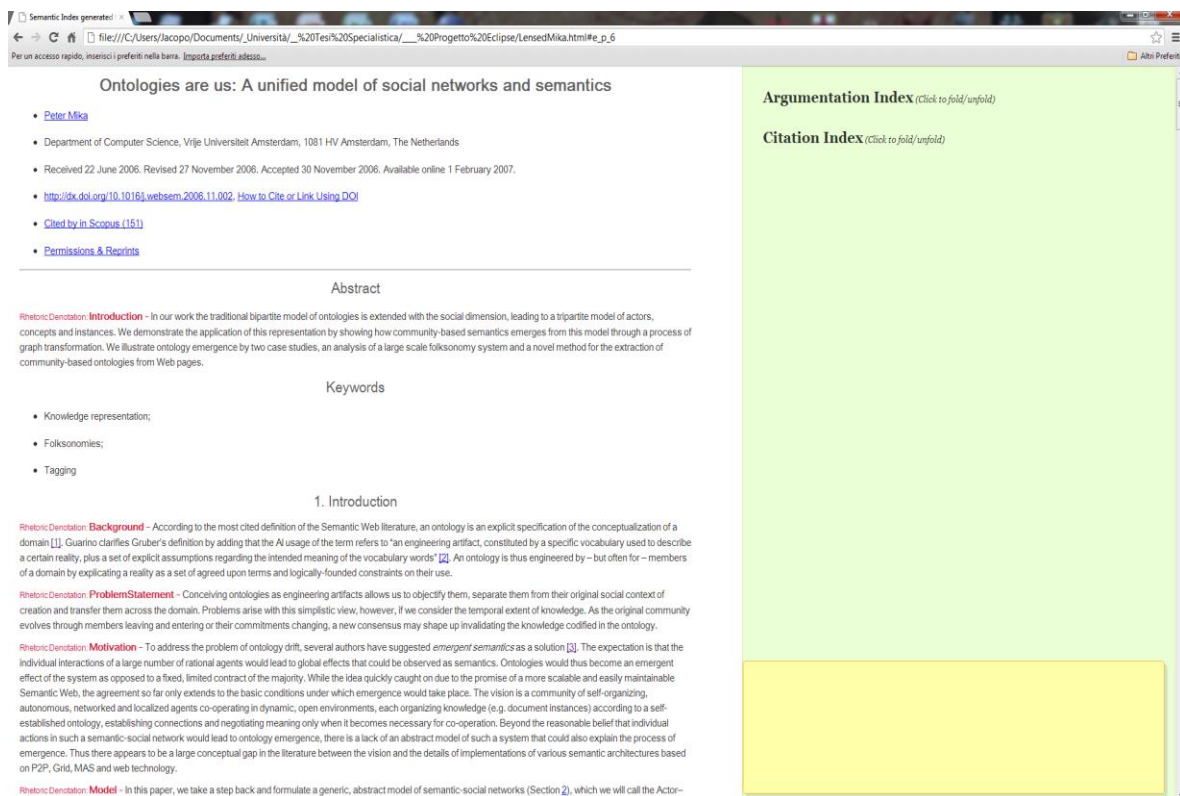 Semantic Index generated
file:///C:/Users/Jacopo/Documents/_Università/_%20Tesi%20Specialistica/___%20Progetto%20Eclipse/LensedMika.html#e_p_6
Per un accesso rapido, inserisci i preferiti nella barra. Importa preferiti adesso...
Altri Preferiti
Ontologies are us: A unified model of social networks and semantics
• Peter Mika
• Department of Computer Science, Vrije Universiteit Amsterdam, 1081 HV Amsterdam, The Netherlands
• Received 22 June 2006. Revised 27 November 2006. Accepted 30 November 2006. Available online 1 February 2007.
• http://dx.doi.org/10.1016/j.websem.2006.11.002, How to Cite or Link Using DOI
• Cited by in Scopus (151)
• Permissions & Reprints
Abstract
Rhetoric Denotation: Introduction - In our work the traditional bipartite model of ontologies is extended with the social dimension, leading to a tripartite model of actors,
concepts and instances. We demonstrate the application of this representation by showing how community-based semantics emerges from this model through a process of
graph transformation. We illustrate ontology emergence by two case studies, an analysis of a large scale folksonomy system and a novel method for the extraction of
community-based ontologies from Web pages.
Keywords
• Knowledge representation;
• Folksonomies;
• Tagging
1. Introduction
Rhetoric Denotation: Background - According to the most cited definition of the Semantic Web literature, an ontology is an explicit specification of the conceptualization of a
domain [1]. Guarino clarifies Gruber's definition by adding that the AI usage of the term refers to "an engineering artifact, constituted by a specific vocabulary used to describe
a certain reality, plus a set of explicit assumptions regarding the intended meaning of the vocabulary words" [2]. An ontology is thus engineered by – but often for – members
of a domain by explicating a reality as a set of agreed upon terms and logically-founded constraints on their use.
Rhetoric Denotation: ProblemStatement - Conceiving ontologies as engineering artifacts allows us to objectify them, separate them from their original social context of
creation and transfer them across the domain. Problems arise with this simplistic view, however, if we consider the temporal extent of knowledge. As the original community
evolves through members leaving and entering or their commitments changing, a new consensus may shape up invalidating the knowledge codified in the ontology.
Rhetoric Denotation: Motivation - To address the problem of ontology drift, several authors have suggested emergent semantics as a solution [3]. The expectation is that the
individual interactions of a large number of rational agents would lead to global effects that could be observed as semantics. Ontologies would thus become an emergent
effect of the system as opposed to a fixed, limited contract of the majority. While the idea quickly caught on due to the promise of a more scalable and easily maintainable
Semantic Web, the agreement so far only extends to the basic conditions under which emergence would take place. The vision is a community of self-organizing,
autonomous, networked and localized agents co-operating in dynamic, open environments, each organizing knowledge (e.g. document instances) according to a self-
established ontology, establishing connections and negotiating meaning only when it becomes necessary for co-operation. Beyond the reasonable belief that individual
actions in such a semantic-social network would lead to ontology emergence, there is a lack of an abstract model of such a system that could also explain the process of
emergence. Thus there appears to be a large conceptual gap in the literature between the vision and the details of implementations of various semantic architectures based
on P2P, Grid, MAS and web technology.
Rhetoric Denotation: Model - In this paper, we take a step back and formulate a generic, abstract model of semantic-social networks (Section 2), which we will call the Actor–
Argumentation Index (Click to fold/unfold)
Citation Index (Click to fold/unfold)